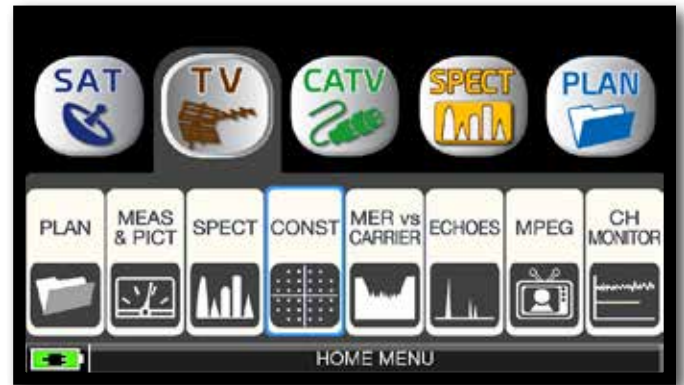 SAT
TV
CATV
SPECT
PLAN
PLAN
MEAS
& PICT
SPECT
CONST
MER vs
CARRIER
ECHOES
MPEG
CH
MONITOR
HOME MENU